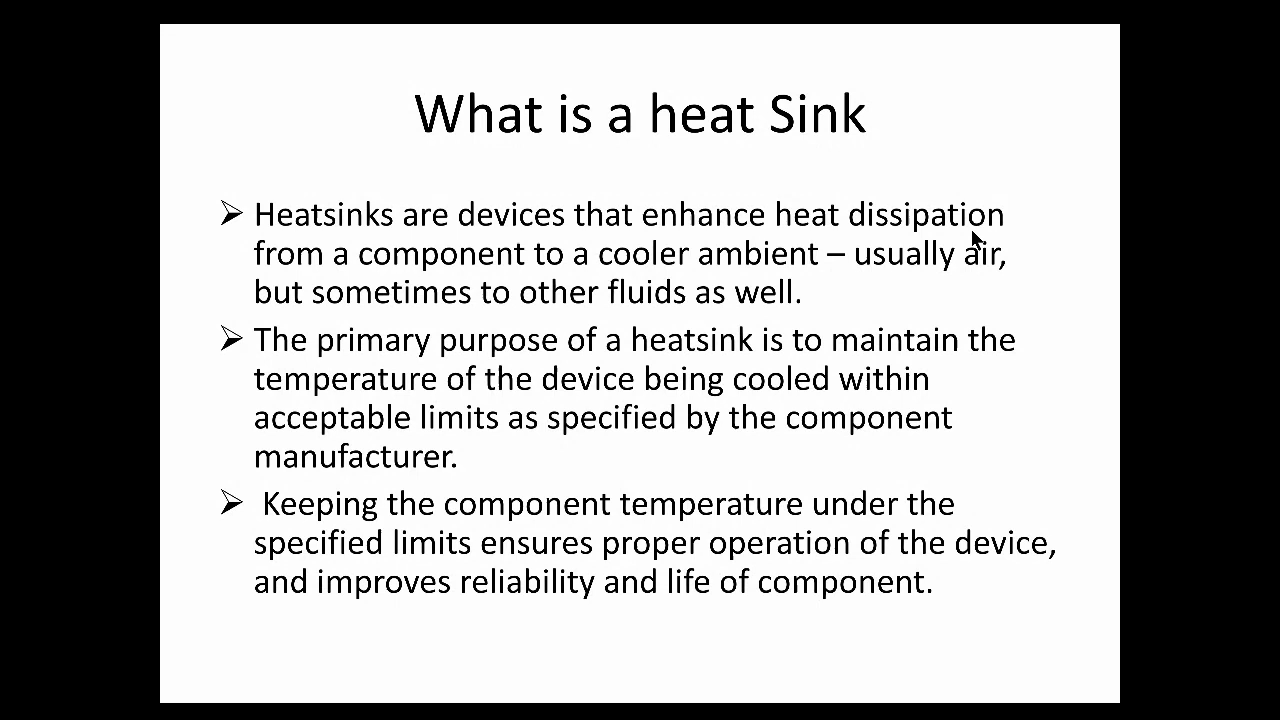 What is a heat Sink
➢ Heatsinks are devices that enhance heat dissipation
from a component to a cooler ambient – usually air,
but sometimes to other fluids as well.
➢ The primary purpose of a heatsink is to maintain the
temperature of the device being cooled within
acceptable limits as specified by the component
manufacturer.
➢ Keeping the component temperature under the
specified limits ensures proper operation of the device,
and improves reliability and life of component.